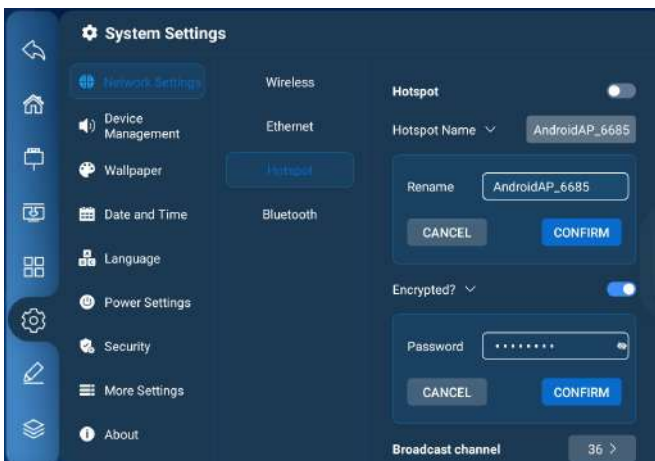 System Settings
Network Settings
Device
Management
Wallpaper
Date and Time
Language
Power Settings
Security
More Settings
About
Wireless
Ethernet
Hotspot
Bluetooth
Hotspot
Hotspot Name
AndroidAP_6685
Rename
AndroidAP_6685
CANCEL
CONFIRM
Encrypted?
Password
········
CANCEL
CONFIRM
Broadcast channel
36 >